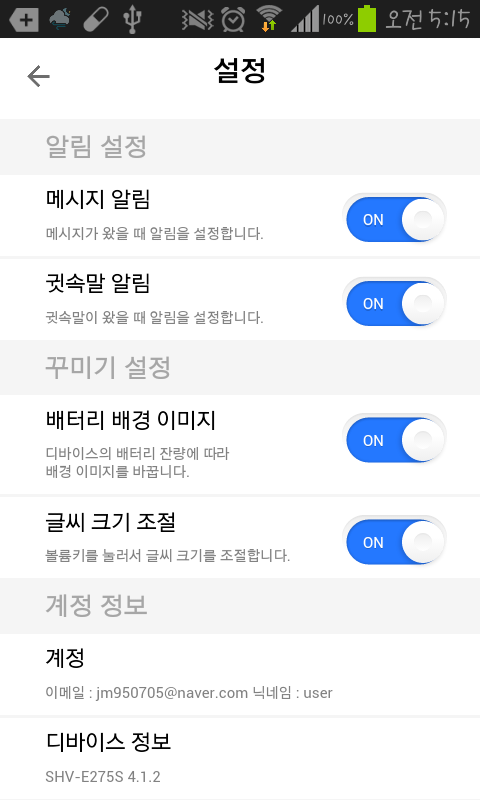 100% 오전 5:15
설정
알림 설정
메시지 알림
메시지가 왔을 때 알림을 설정합니다.
ON
귓속말 알림
귓속말이 왔을 때 알림을 설정합니다.
ON
꾸미기 설정
배터리 배경 이미지
디바이스의 배터리 잔량에 따라
배경 이미지를 바꿉니다.
ON
글씨 크기 조절
볼륨키를 눌러서 글씨 크기를 조절합니다.
ON
계정 정보
계정
이메일 : jm950705@naver.com 닉네임 : user
디바이스 정보
SHV-E275S 4.1.2